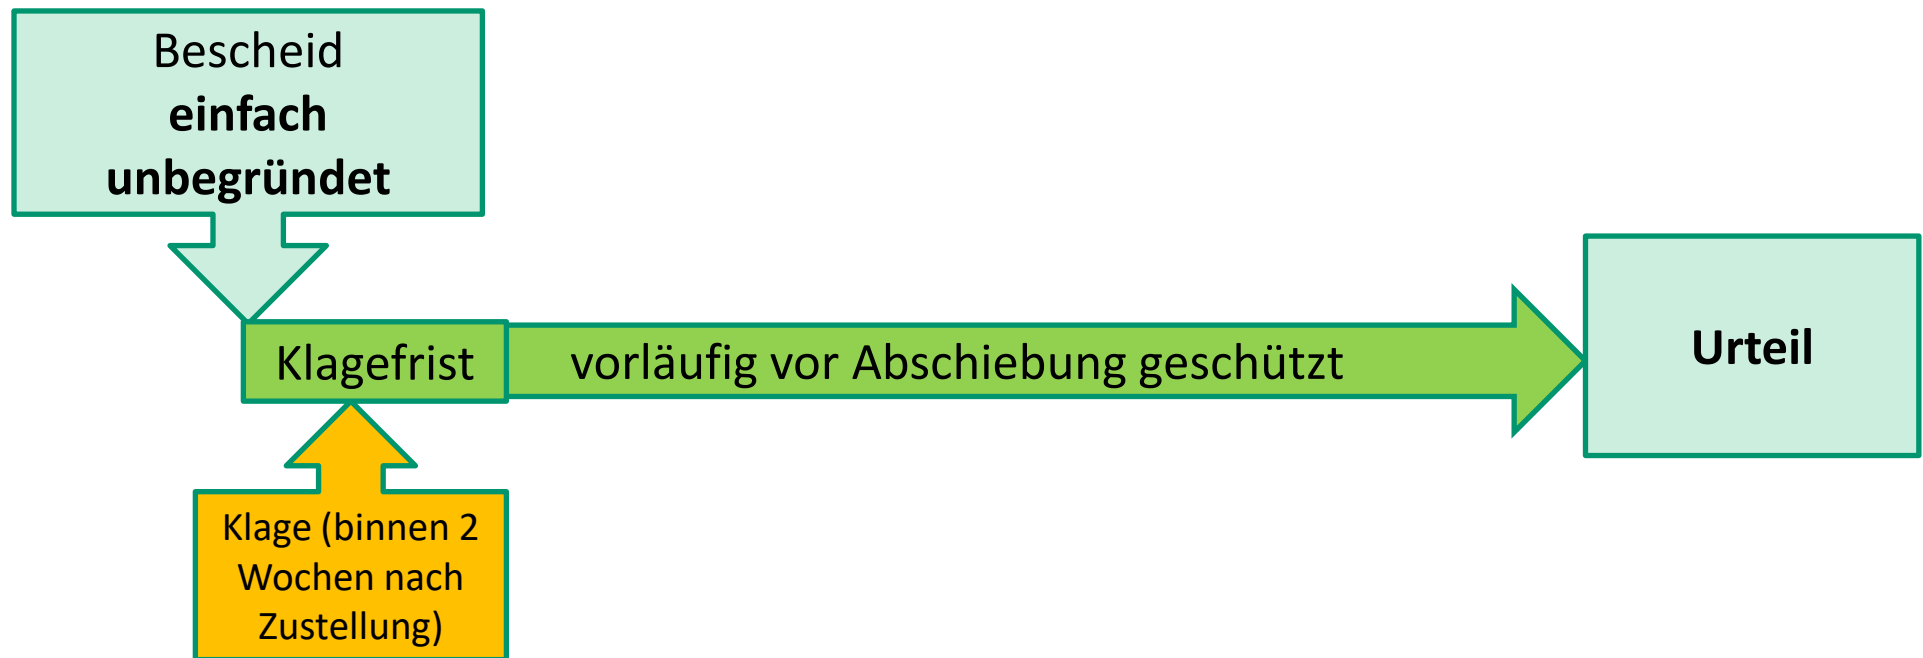 Bescheid
einfach
unbegründet
Klagefrist
vorläufig vor Abschiebung geschützt
Urteil
Klage (binnen 2
Wochen nach
Zustellung)